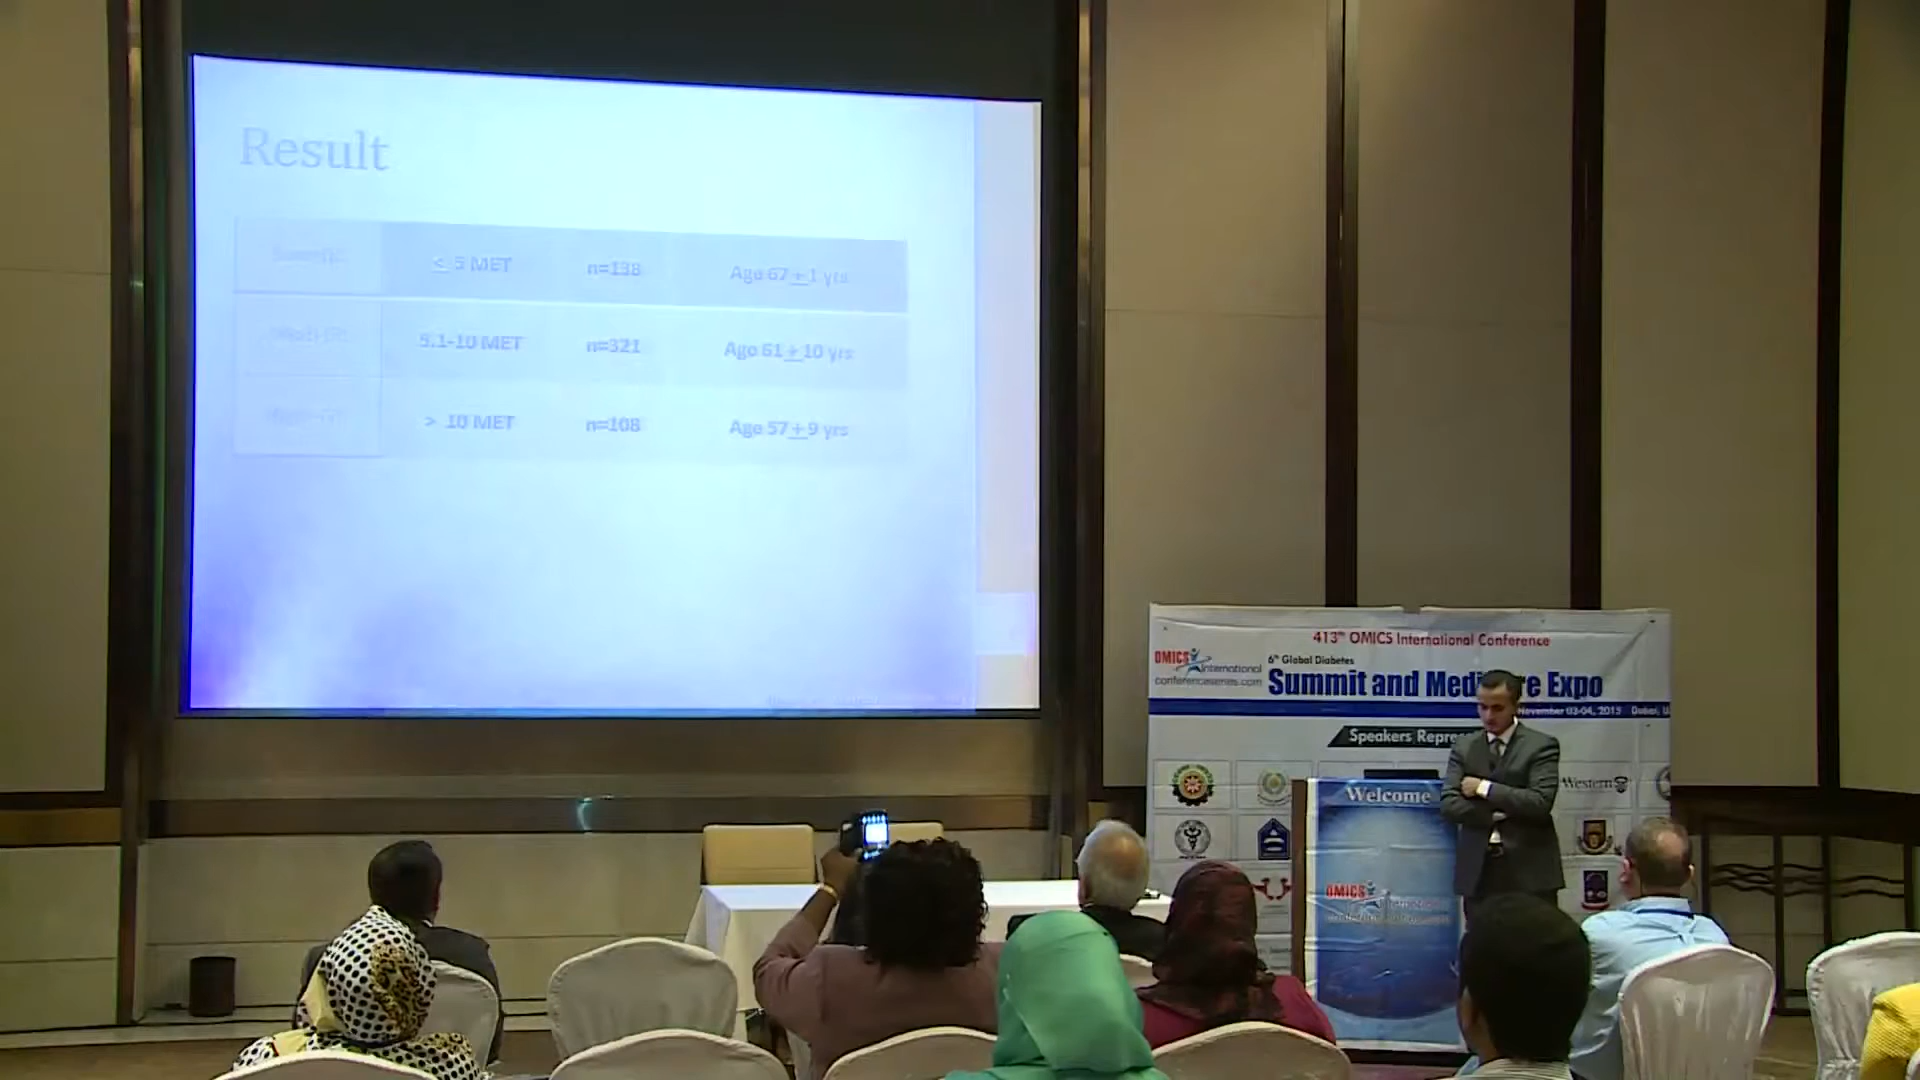 Result
< 5 MET n=138 Age 67 + 1 yrs
5.1-10 MET n=321 Age 61 + 10 yrs
> 10 MET n=108 Age 57 + 9 yrs
413th OMICS International Conference
OMICS International
conferenceseries.com
6th Global Diabetes
Summit and Medi re Expo
November 03-04, 2015 Dubai, U
Speakers Repres
Western
Welcome
OMICS International